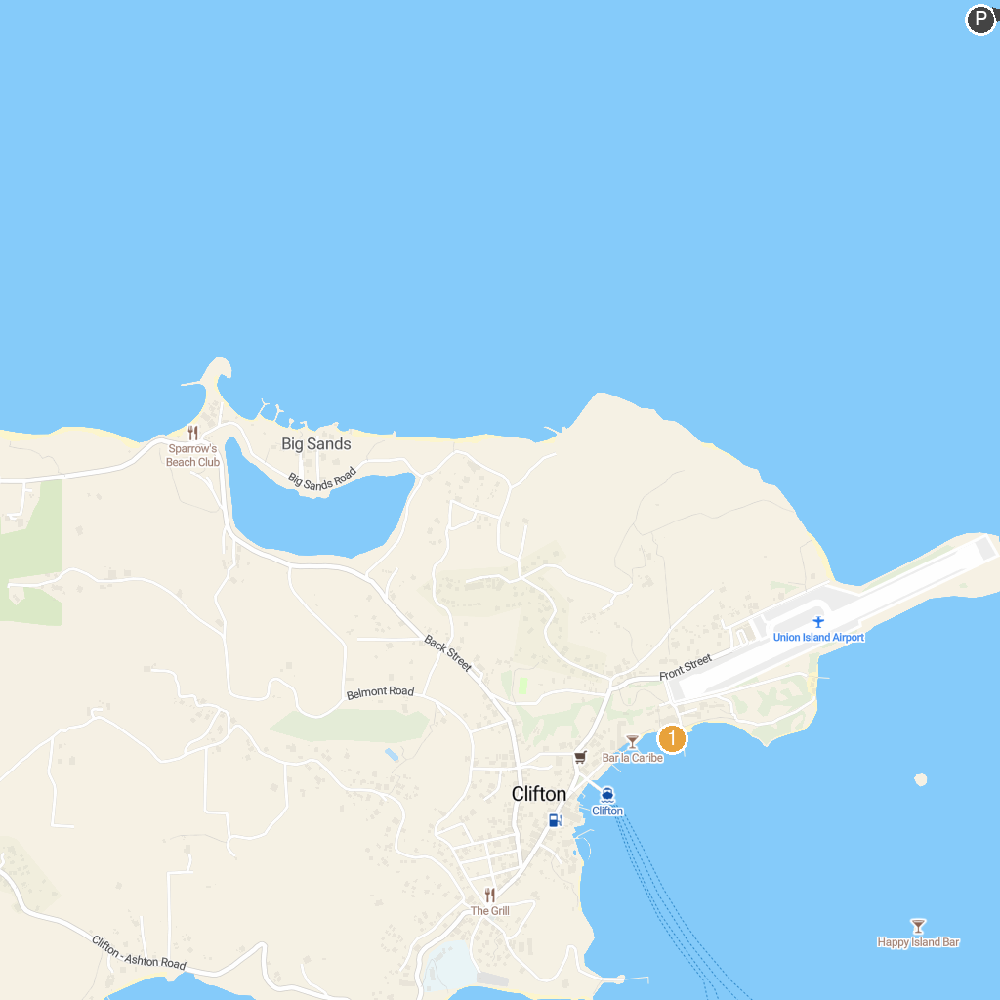 P
Sparrow's
Beach Club
Big Sands
Big Sands Road
Union Island Airport
Back Street
Front Street
Belmont Road
1
Bar la Caribe
Clifton
Clifton
The Grill
Happy Island Bar
Clifton - Ashton Road